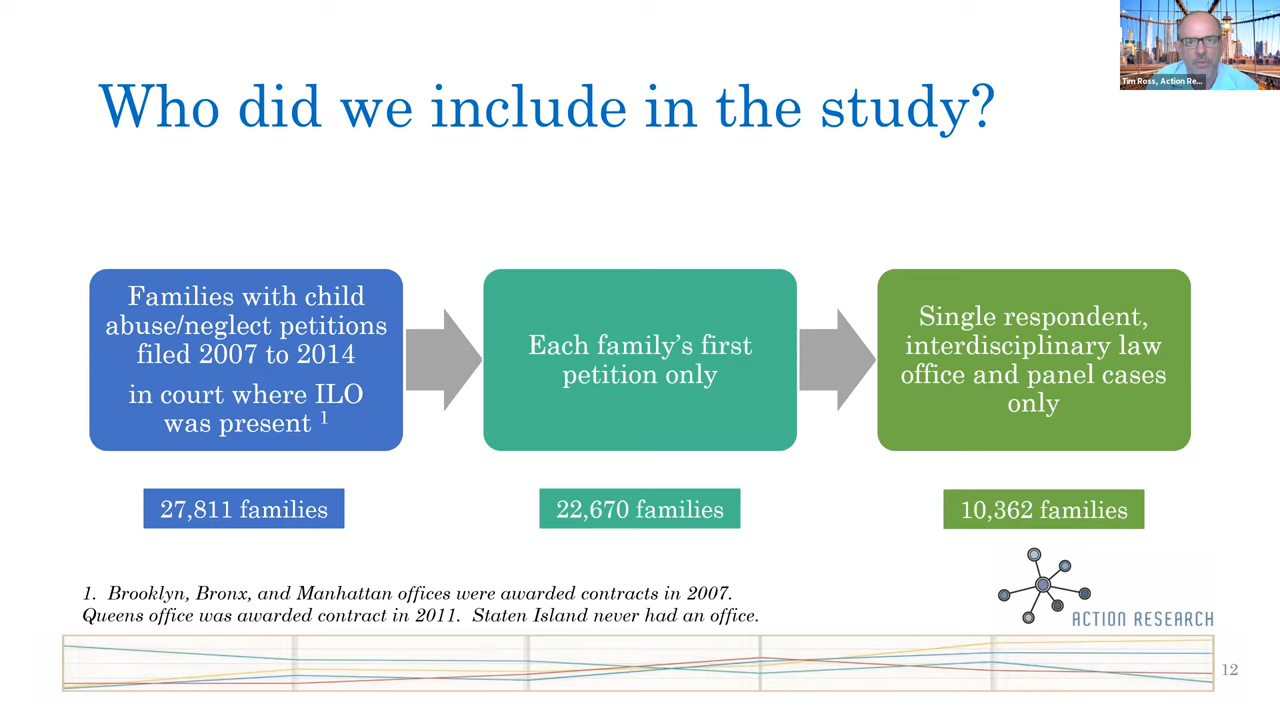 Tim Ross, Action Re...
Who did we include in the study?
Families with child
abuse/neglect petitions
filed 2007 to 2014
in court where ILO
was present 1
Each family's first
petition only
Single respondent,
interdisciplinary law
office and panel cases
only
27,811 families
22,670 families
10,362 families
1. Brooklyn, Bronx, and Manhattan offices were awarded contracts in 2007.
Queens office was awarded contract in 2011. Staten Island never had an office.
ACTION RESEARCH
12